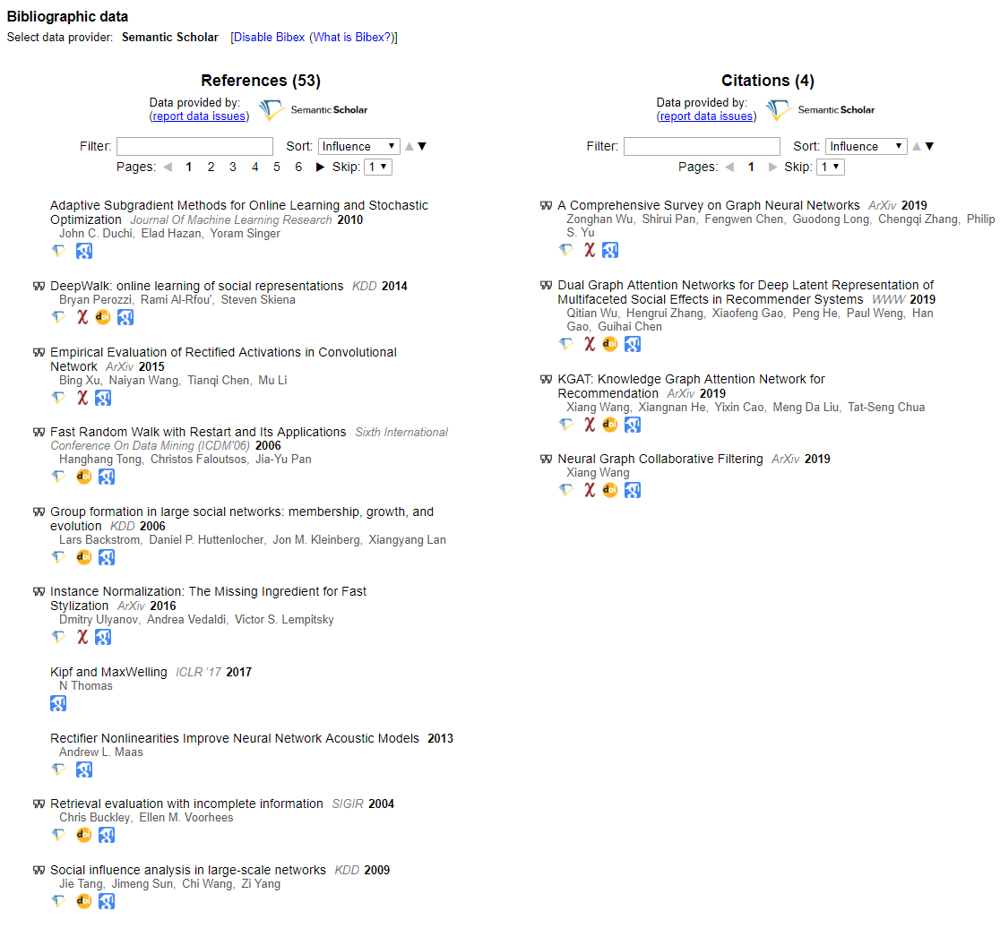 Bibliographic data
Select data provider: Semantic Scholar [Disable Bibex (What is Bibex?)]
References (53)
Data provided by:
(report data issues)
Semantic Scholar
Filter: Sort: Influence ▲▼
Pages: ◀ 1 2 3 4 5 6 ▶ Skip: 1
Adaptive Subgradient Methods for Online Learning and Stochastic
Optimization Journal Of Machine Learning Research 2010
John C. Duchi, Elad Hazan, Yoram Singer
DeepWalk: online learning of social representations KDD 2014
Bryan Perozzi, Rami Al-Rfou', Steven Skiena
χ doi g
Empirical Evaluation of Rectified Activations in Convolutional
Network ArXiv 2015
Bing Xu, Naiyan Wang, Tianqi Chen, Mu Li
Fast Random Walk with Restart and Its Applications Sixth International
Conference On Data Mining (ICDM'06) 2006
Hanghang Tong, Christos Faloutsos, Jia-Yu Pan
Group formation in large social networks: membership, growth, and
evolution KDD 2006
Lars Backstrom, Daniel P. Huttenlocher, Jon M. Kleinberg, Xiangyang Lan
Instance Normalization: The Missing Ingredient for Fast
Stylization ArXiv 2016
Dmitry Ulyanov, Andrea Vedaldi, Victor S. Lempitsky
Kipf and MaxWelling ICLR '17 2017
N Thomas
Rectifier Nonlinearities Improve Neural Network Acoustic Models 2013
Andrew L. Maas
Retrieval evaluation with incomplete information SIGIR 2004
Chris Buckley, Ellen M. Voorhees
Social influence analysis in large-scale networks KDD 2009
Jie Tang, Jimeng Sun, Chi Wang, Zi Yang
Citations (4)
Data provided by:
(report data issues)
Semantic Scholar
Filter: Sort: Influence ▲▼
Pages: ◀ 1 ▶ Skip: 1
A Comprehensive Survey on Graph Neural Networks ArXiv 2019
Zonghan Wu, Shirui Pan, Fengwen Chen, Guodong Long, Chengqi Zhang, Philip
S. Yu
Dual Graph Attention Networks for Deep Latent Representation of
Multifaceted Social Effects in Recommender Systems WWW 2019
Qitian Wu, Hengrui Zhang, Xiaofeng Gao, Peng He, Paul Weng, Han
Gao, Guihai Chen
KGAT: Knowledge Graph Attention Network for
Recommendation ArXiv 2019
Xiang Wang, Xiangnan He, Yixin Cao, Meng Da Liu, Tat-Seng Chua
Neural Graph Collaborative Filtering ArXiv 2019
Xiang Wang